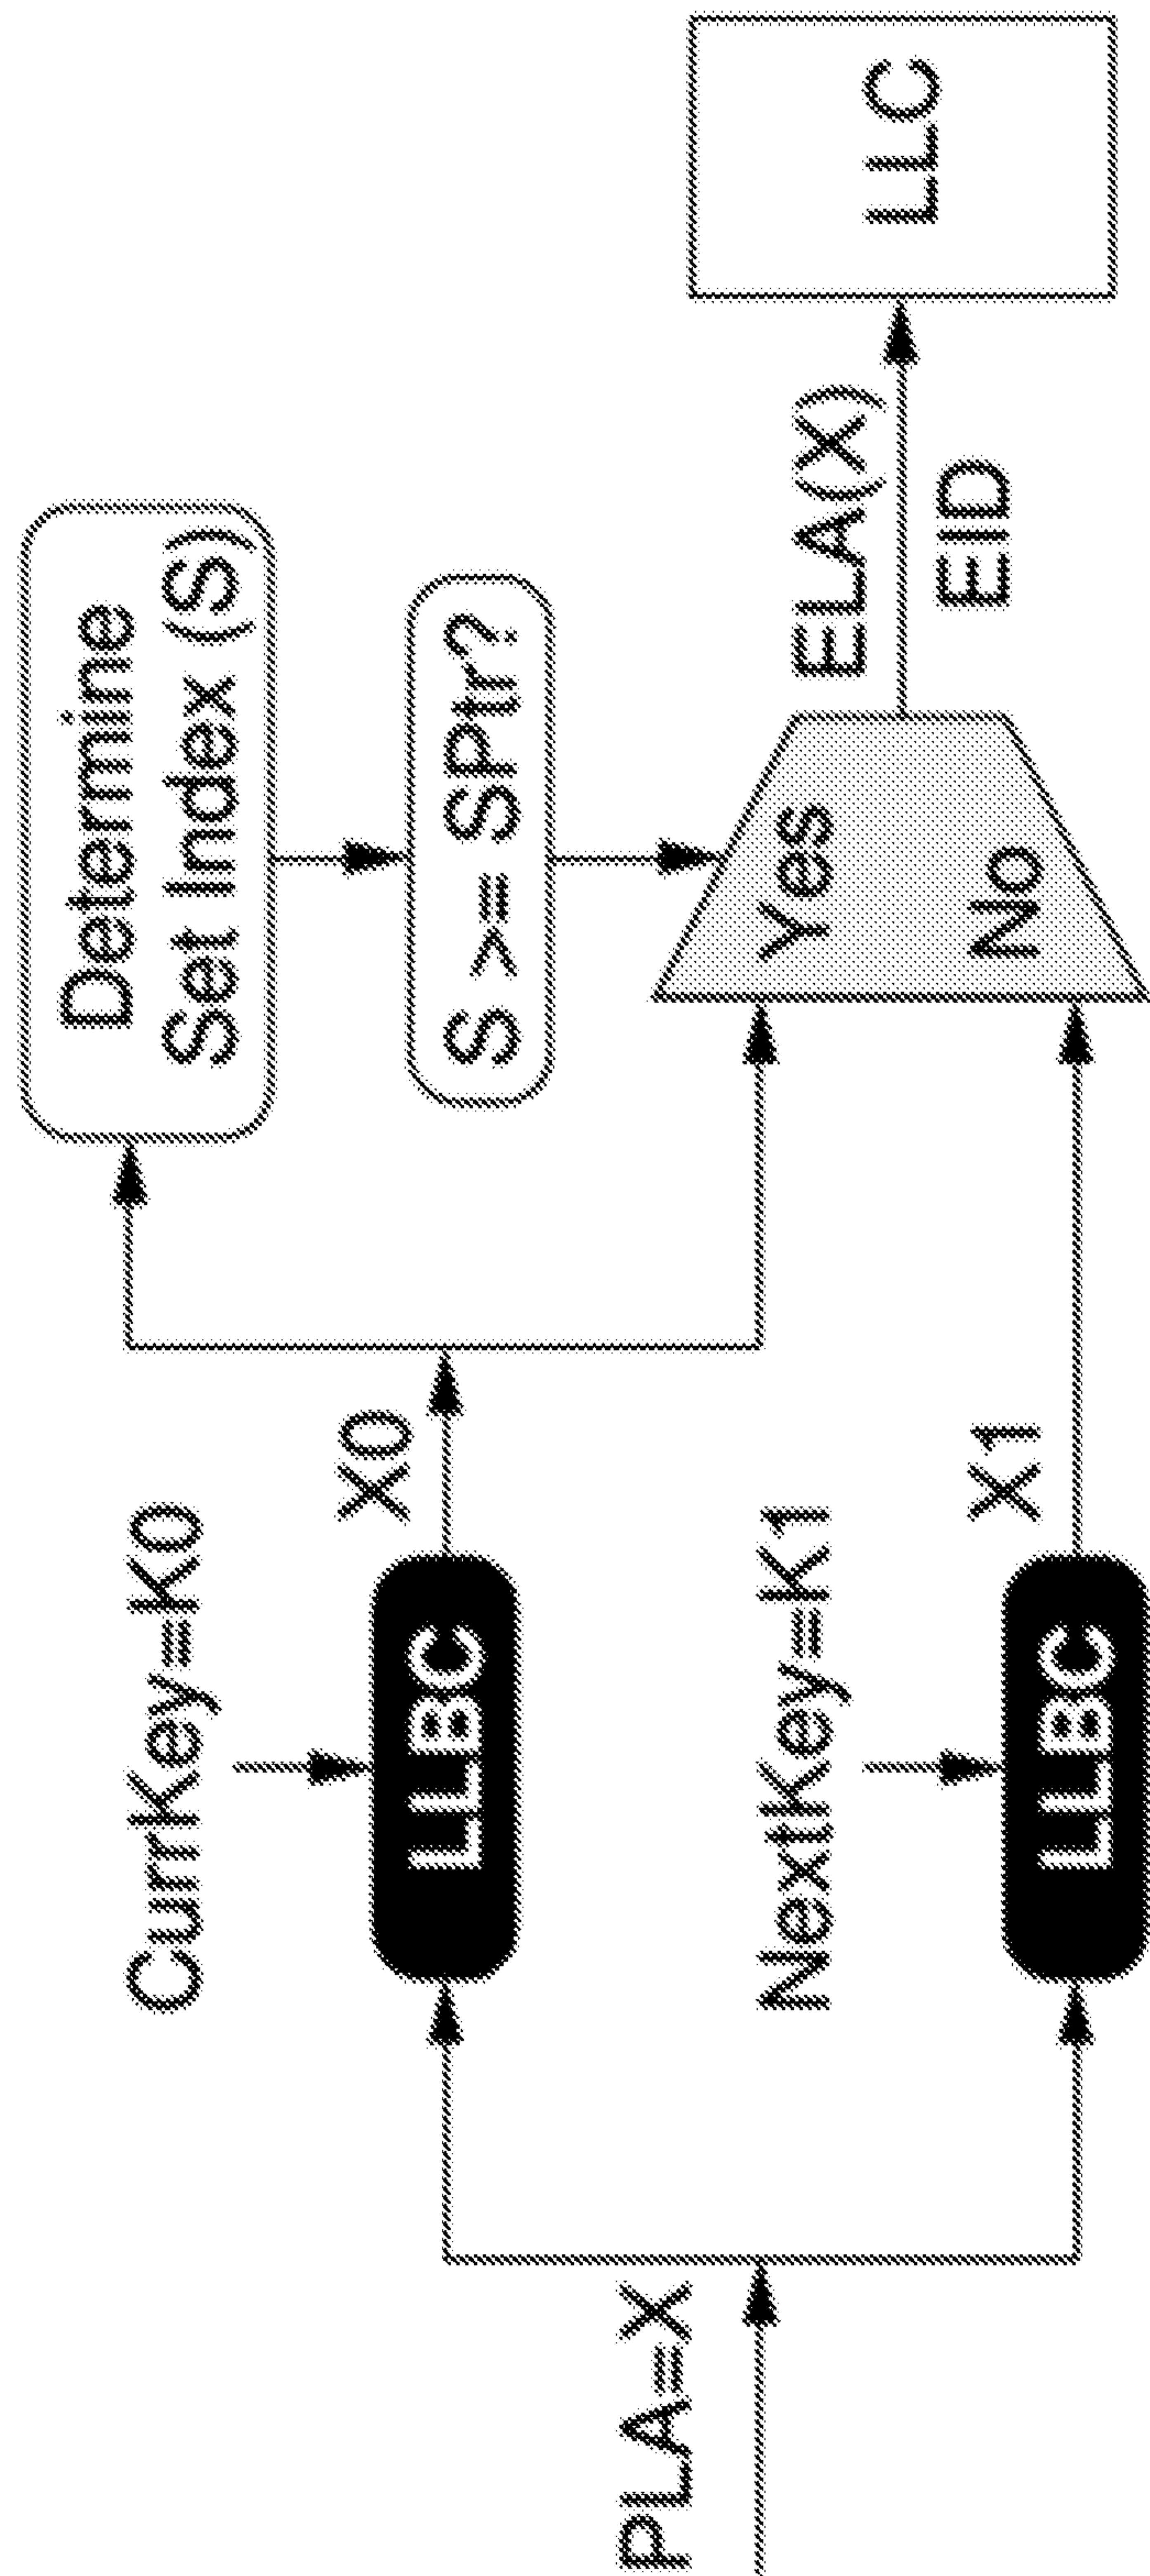 PLA=X
CurrKey=K0
LLBC
X0
NextKey=K1
LLBC
X1
Determine
Set Index (S)
S >= SPtr?
Yes
No
ELA(X)
EID
LLC